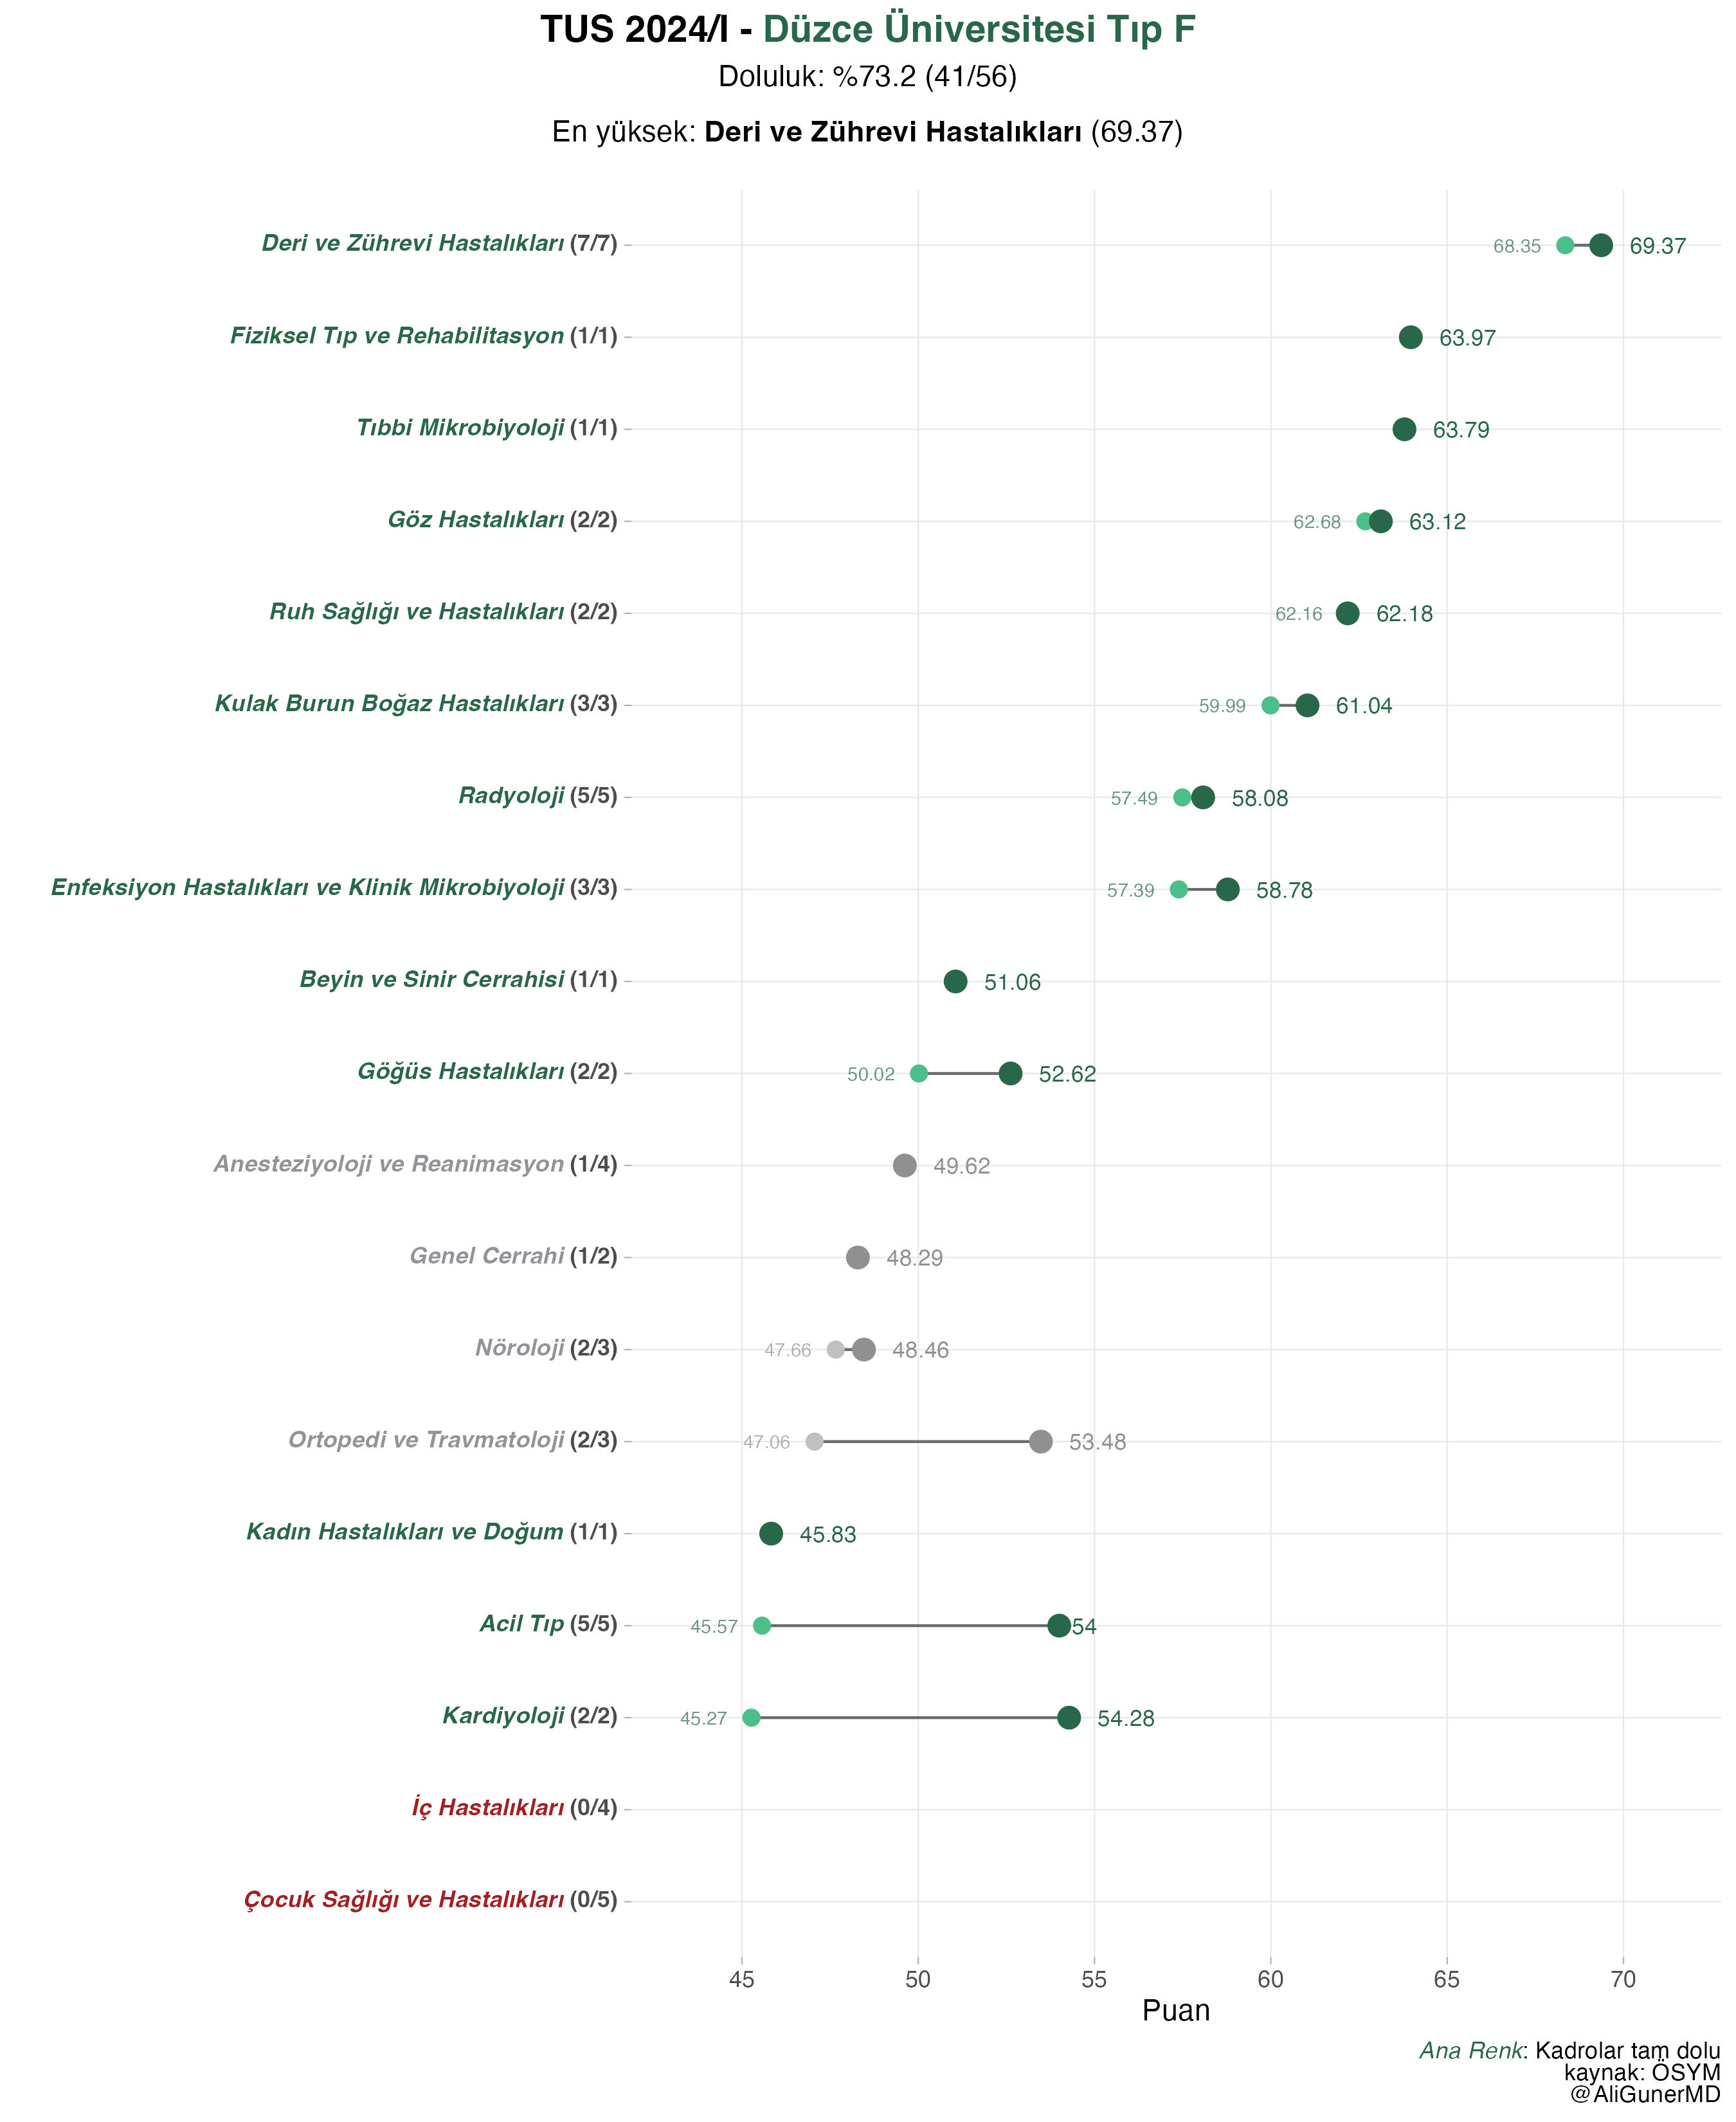 TUS 2024/I - Düzce Üniversitesi Tıp F
Doluluk: %73.2 (41/56)
En yüksek: Deri ve Zührevi Hastalıkları (69.37)
Deri ve Zührevi Hastalıkları (7/7) 68.35 69.37
Fiziksel Tıp ve Rehabilitasyon (1/1) 63.97
Tıbbi Mikrobiyoloji (1/1) 63.79
Göz Hastalıkları (2/2) 62.68 63.12
Ruh Sağlığı ve Hastalıkları (2/2) 62.16 62.18
Kulak Burun Boğaz Hastalıkları (3/3) 59.99 61.04
Radyoloji (5/5) 57.49 58.08
Enfeksiyon Hastalıkları ve Klinik Mikrobiyoloji (3/3) 57.39 58.78
Beyin ve Sinir Cerrahisi (1/1) 51.06
Göğüs Hastalıkları (2/2) 50.02 52.62
Anesteziyoloji ve Reanimasyon (1/4) 49.62
Genel Cerrahi (1/2) 48.29
Nöroloji (2/3) 47.66 48.46
Ortopedi ve Travmatoloji (2/3) 47.06 53.48
Kadın Hastalıkları ve Doğum (1/1) 45.83
Acil Tıp (5/5) 45.57 54
Kardiyoloji (2/2) 45.27 54.28
İç Hastalıkları (0/4)
Çocuk Sağlığı ve Hastalıkları (0/5)
45 50 55 60 65 70
Puan
Ana Renk: Kadrolar tam dolu
kaynak: ÖSYM
@AliGunerMD